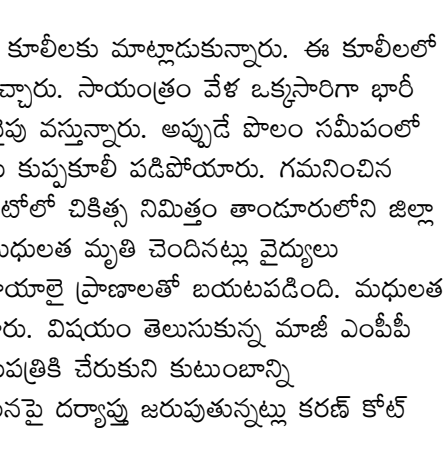 కూలీలకు మాట్లాడుకున్నారు. ఈ కూలీలలో
చ్చారు. సాయంత్రం వేళ ఒక్కసారిగా భారీ
వస్తున్నారు. అప్పుడే పొలం సమీపంలో
కుప్పకూలీ పడిపోయారు. గమనించిన
టోలో చికిత్స నిమిత్తం తాండూరులోని జిల్లా
మధులత మృతి చెందినట్లు వైద్యులు
యాలై ప్రాణాలతో బయటపడింది. మధులత
రు. విషయం తెలుసుకున్న మాజీ ఎంపీపీ
పత్రికి చేరుకుని కుటుంబాన్ని
నపై దర్యాప్తు జరుపుతున్నట్లు కరణ్ కోట్